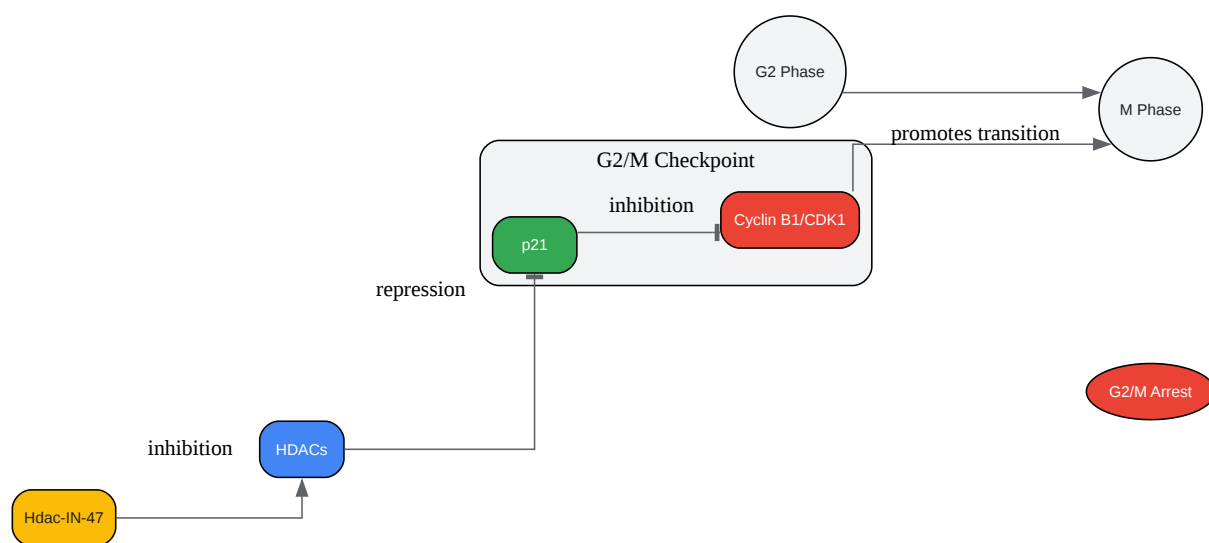 G2 Phase
M Phase
promotes transition
G2/M Checkpoint
inhibition
Cyclin B1/CDK1
p21
repression
G2/M Arrest
inhibition
HDACs
Hdac-IN-47